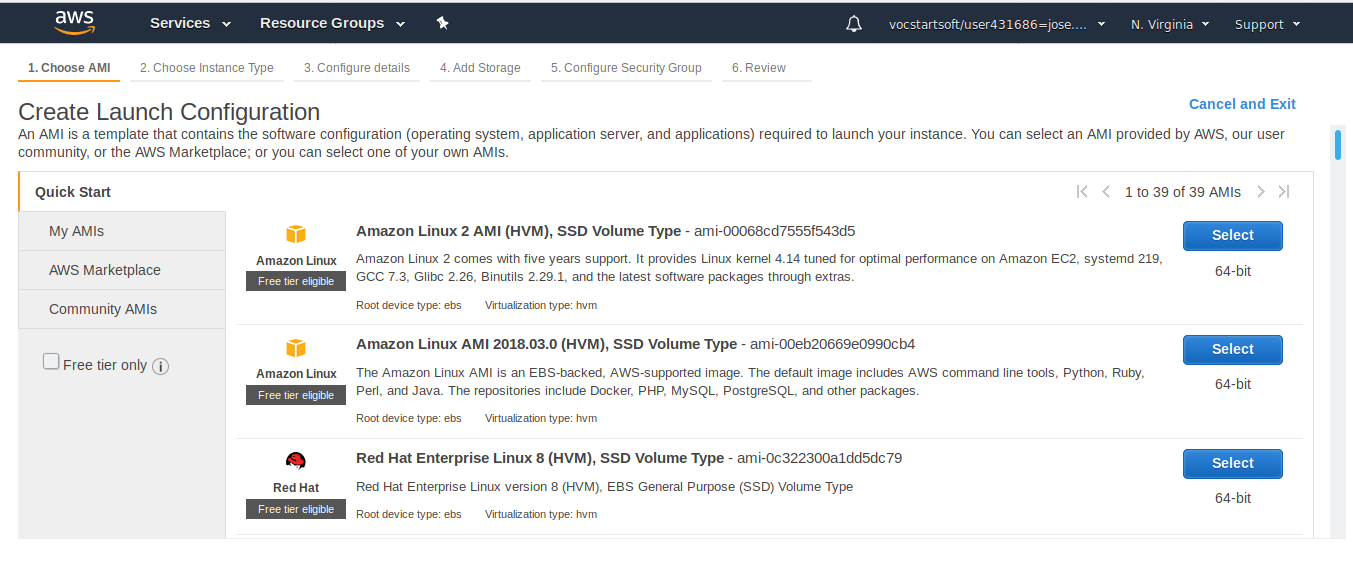 aws Services Resource Groups vocstartsoft/user431686=jose.... N. Virginia Support
1. Choose AMI 2. Choose Instance Type 3. Configure details 4. Add Storage 5. Configure Security Group 6. Review
Create Launch Configuration
Cancel and Exit
An AMI is a template that contains the software configuration (operating system, application server, and applications) required to launch your instance. You can select an AMI provided by AWS, our user
community, or the AWS Marketplace; or you can select one of your own AMIs.
Quick Start
1 to 39 of 39 AMIs
My AMIs
AWS Marketplace
Community AMIs
Free tier only
Amazon Linux
Free tier eligible
Amazon Linux 2 AMI (HVM), SSD Volume Type - ami-00068cd7555f543d5
Amazon Linux 2 comes with five years support. It provides Linux kernel 4.14 tuned for optimal performance on Amazon EC2, systemd 219,
GCC 7.3, Glibc 2.26, Binutils 2.29.1, and the latest software packages through extras.
Root device type: ebs Virtualization type: hvm
Select
64-bit
Amazon Linux
Free tier eligible
Amazon Linux AMI 2018.03.0 (HVM), SSD Volume Type - ami-00eb20669e0990cb4
The Amazon Linux AMI is an EBS-backed, AWS-supported image. The default image includes AWS command line tools, Python, Ruby,
Perl, and Java. The repositories include Docker, PHP, MySQL, PostgreSQL, and other packages.
Root device type: ebs Virtualization type: hvm
Select
64-bit
Red Hat
Free tier eligible
Red Hat Enterprise Linux 8 (HVM), SSD Volume Type - ami-0c322300a1dd5dc79
Red Hat Enterprise Linux version 8 (HVM), EBS General Purpose (SSD) Volume Type
Root device type: ebs Virtualization type: hvm
Select
64-bit